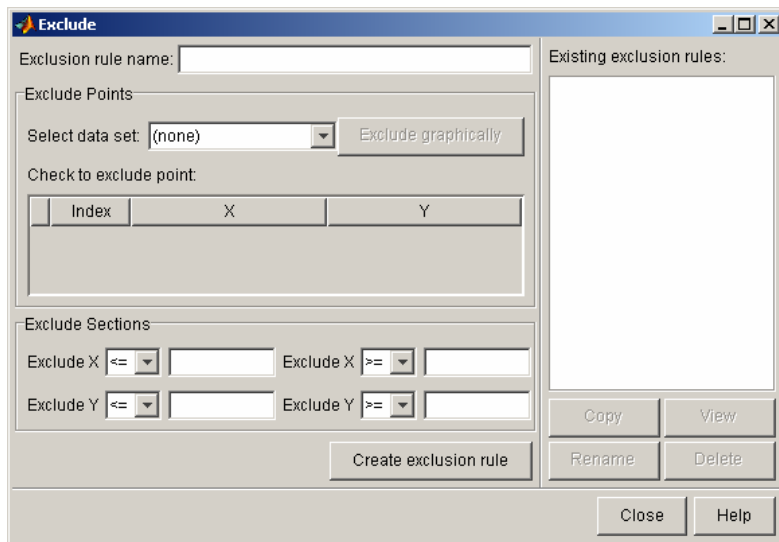 Exclude
Exclusion rule name:
Exclude Points
Select data set: (none) Exclude graphically
Check to exclude point:
Index X Y
Exclude Sections
Exclude X <= Exclude X >=
Exclude Y <= Exclude Y >=
Create exclusion rule
Existing exclusion rules:
Copy View
Rename Delete
Close Help